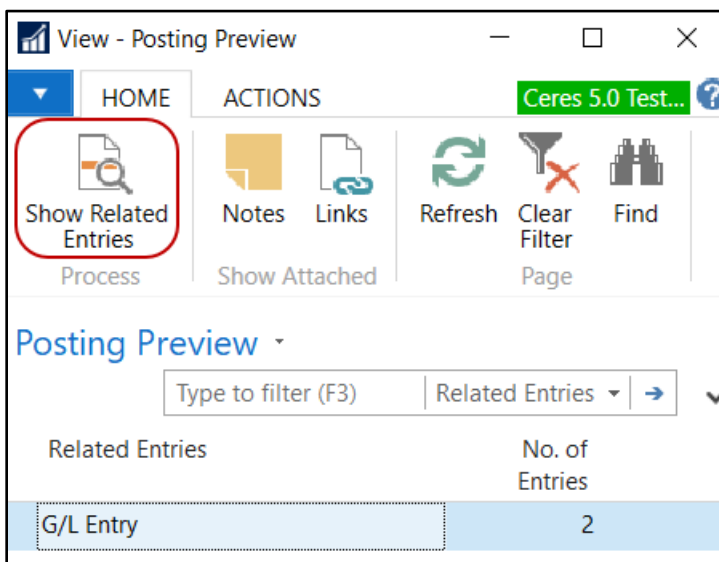 View - Posting Preview
HOME ACTIONS Ceres 5.0 Test... ?
Show Related Entries
Notes
Links
Refresh
Clear Filter
Find
Process
Show Attached
Page
Posting Preview
Type to filter (F3) Related Entries
Related Entries No. of Entries
G/L Entry 2